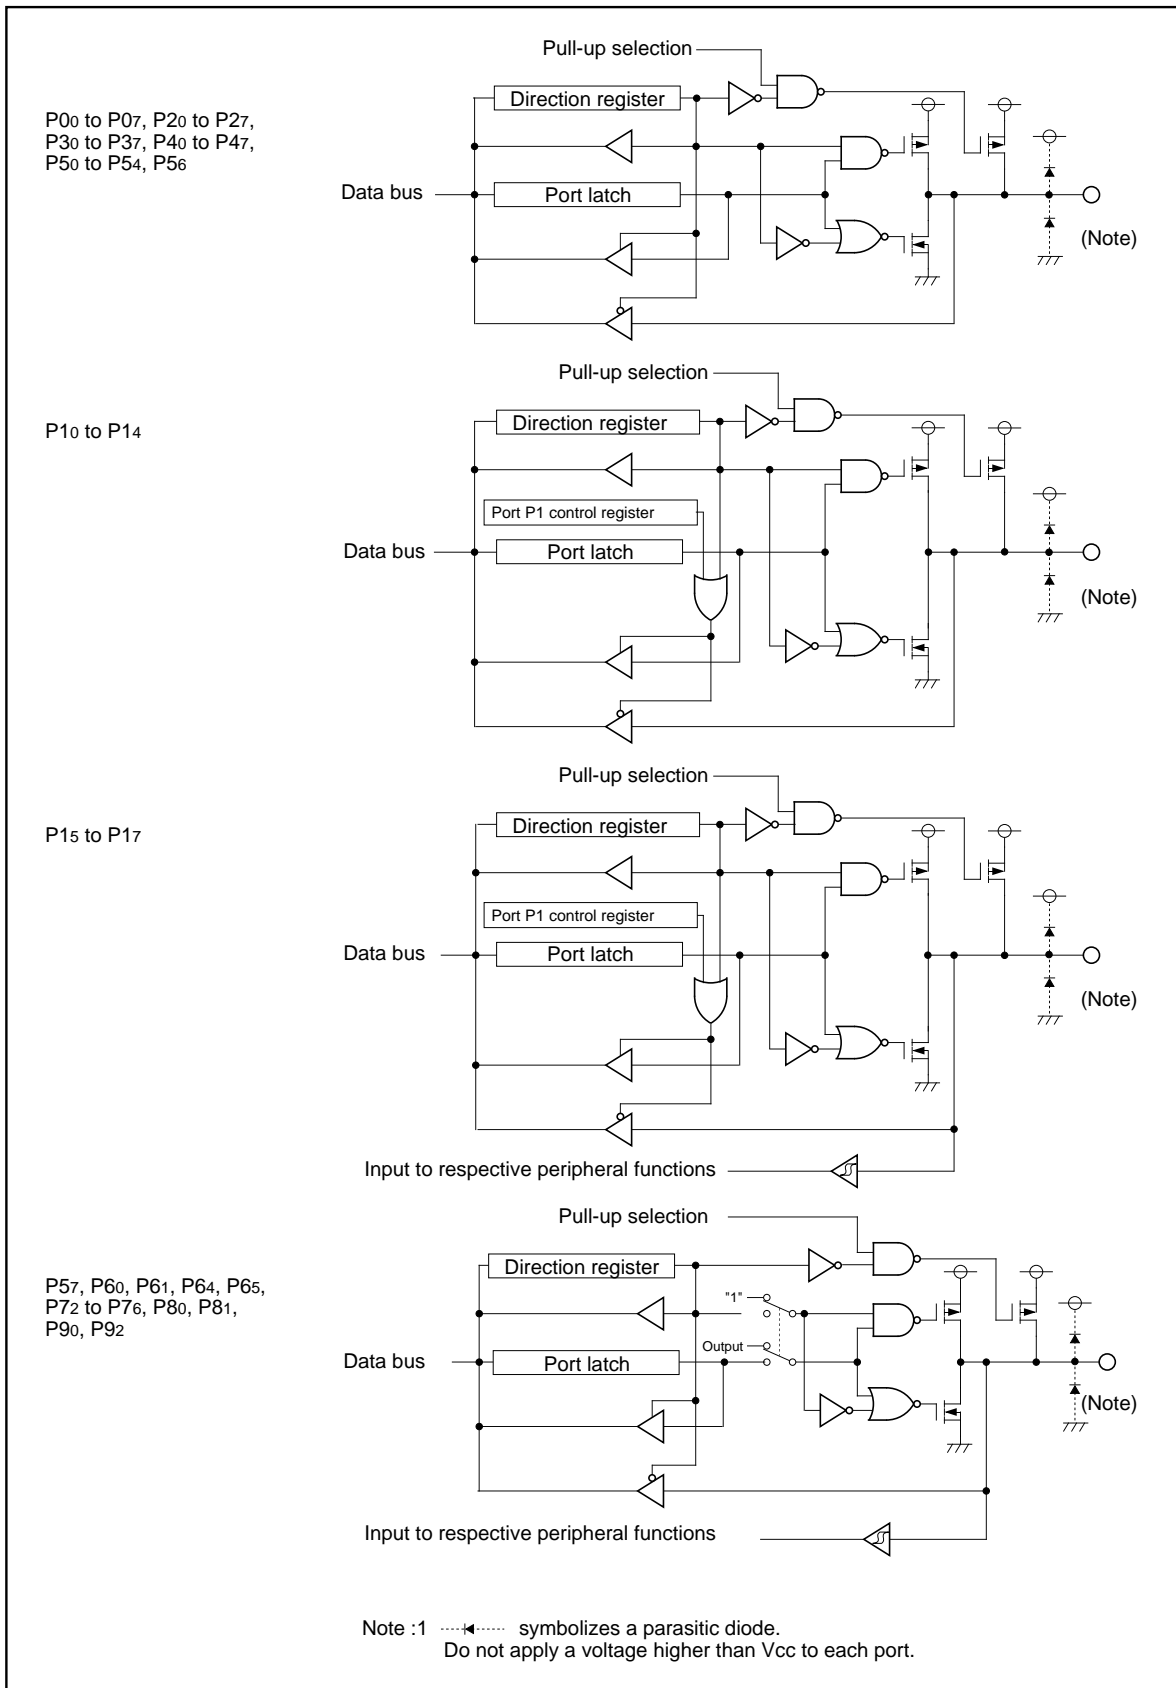 Pull-up selection
Direction register
P00 to P07, P20 to P27,
P30 to P37, P40 to P47,
P50 to P54, P56
Data bus
Port latch
(Note)
Pull-up selection
Direction register
P10 to P14
Port P1 control register
Data bus
Port latch
(Note)
Pull-up selection
Direction register
P15 to P17
Port P1 control register
Data bus
Port latch
(Note)
Input to respective peripheral functions
Pull-up selection
Direction register
P57, P60, P61, P64, P65,
P72 to P76, P80, P81,
P90, P92
"1"
Output
Data bus
Port latch
(Note)
Input to respective peripheral functions
Note :1 symbolizes a parasitic diode.
Do not apply a voltage higher than Vcc to each port.